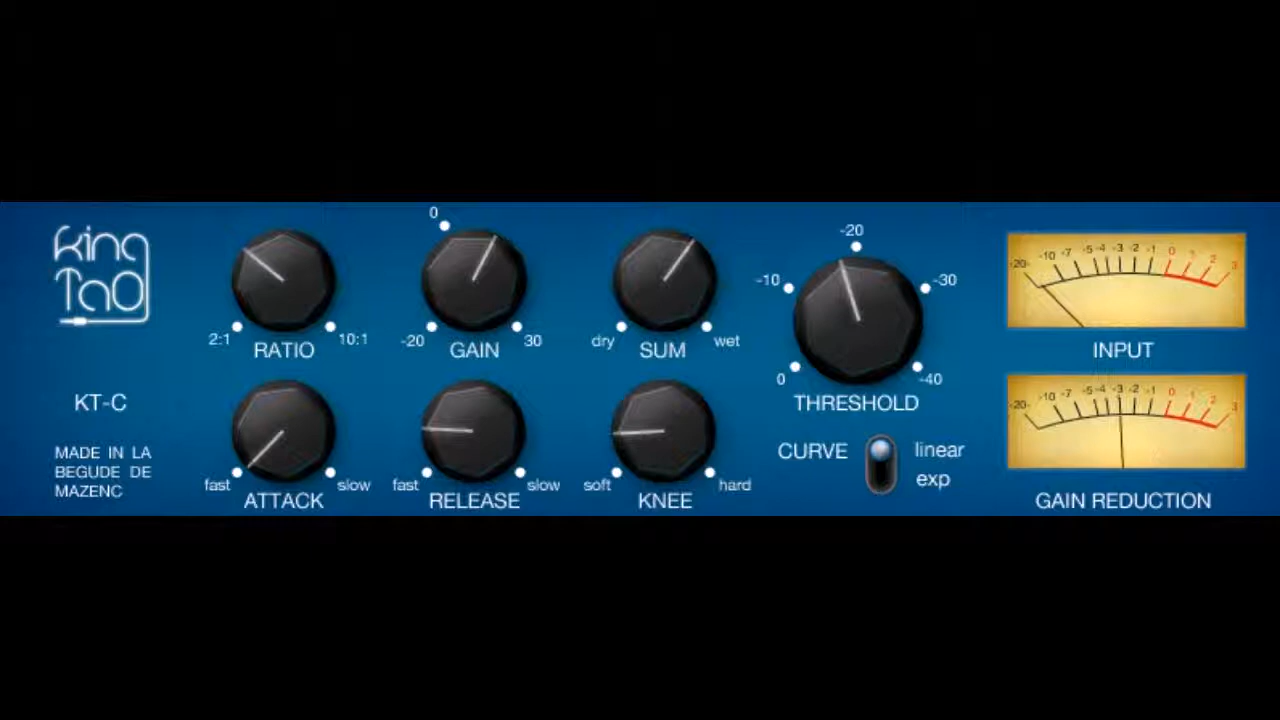 King
TaO
KT-C
MADE IN LA
BEGUDE DE
MAZENC
2:1 10:1
RATIO
0
-20 30
GAIN
dry wet
SUM
fast slow
ATTACK
fast slow
RELEASE
soft hard
KNEE
-20
-10 -30
0 -40
THRESHOLD
CURVE linear
exp
-20 -10 -7 -5 -4 -3 -2 -1 0 1 2 3
INPUT
-20 -10 -7 -5 -4 -3 -2 -1 0 1 2 3
GAIN REDUCTION